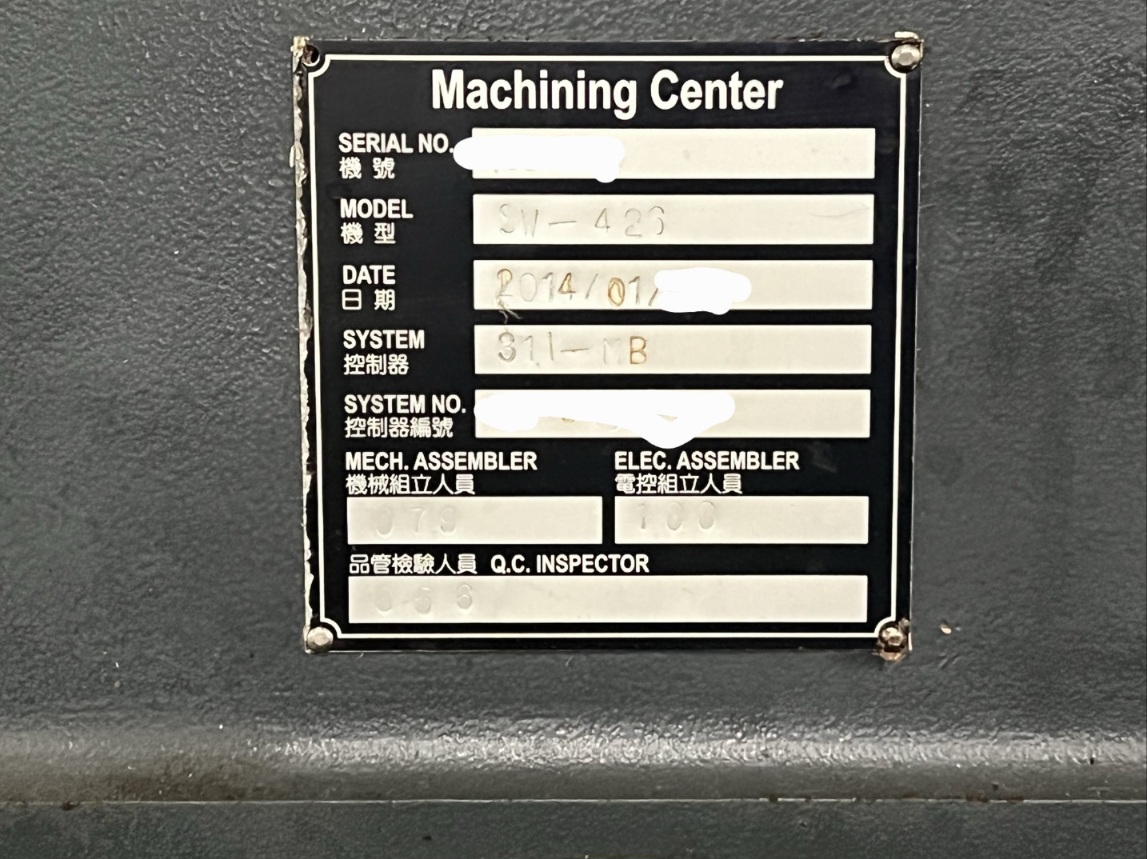 Machining Center
SERIAL NO.
機 號
MODEL SW-426
機 型
DATE 2014/01/
日 期
SYSTEM 31I-MB
控制器
SYSTEM NO.
控制器編號
MECH. ASSEMBLER ELEC. ASSEMBLER
機械組立人員 電控組立人員
079 100
品管檢驗人員 Q.C. INSPECTOR